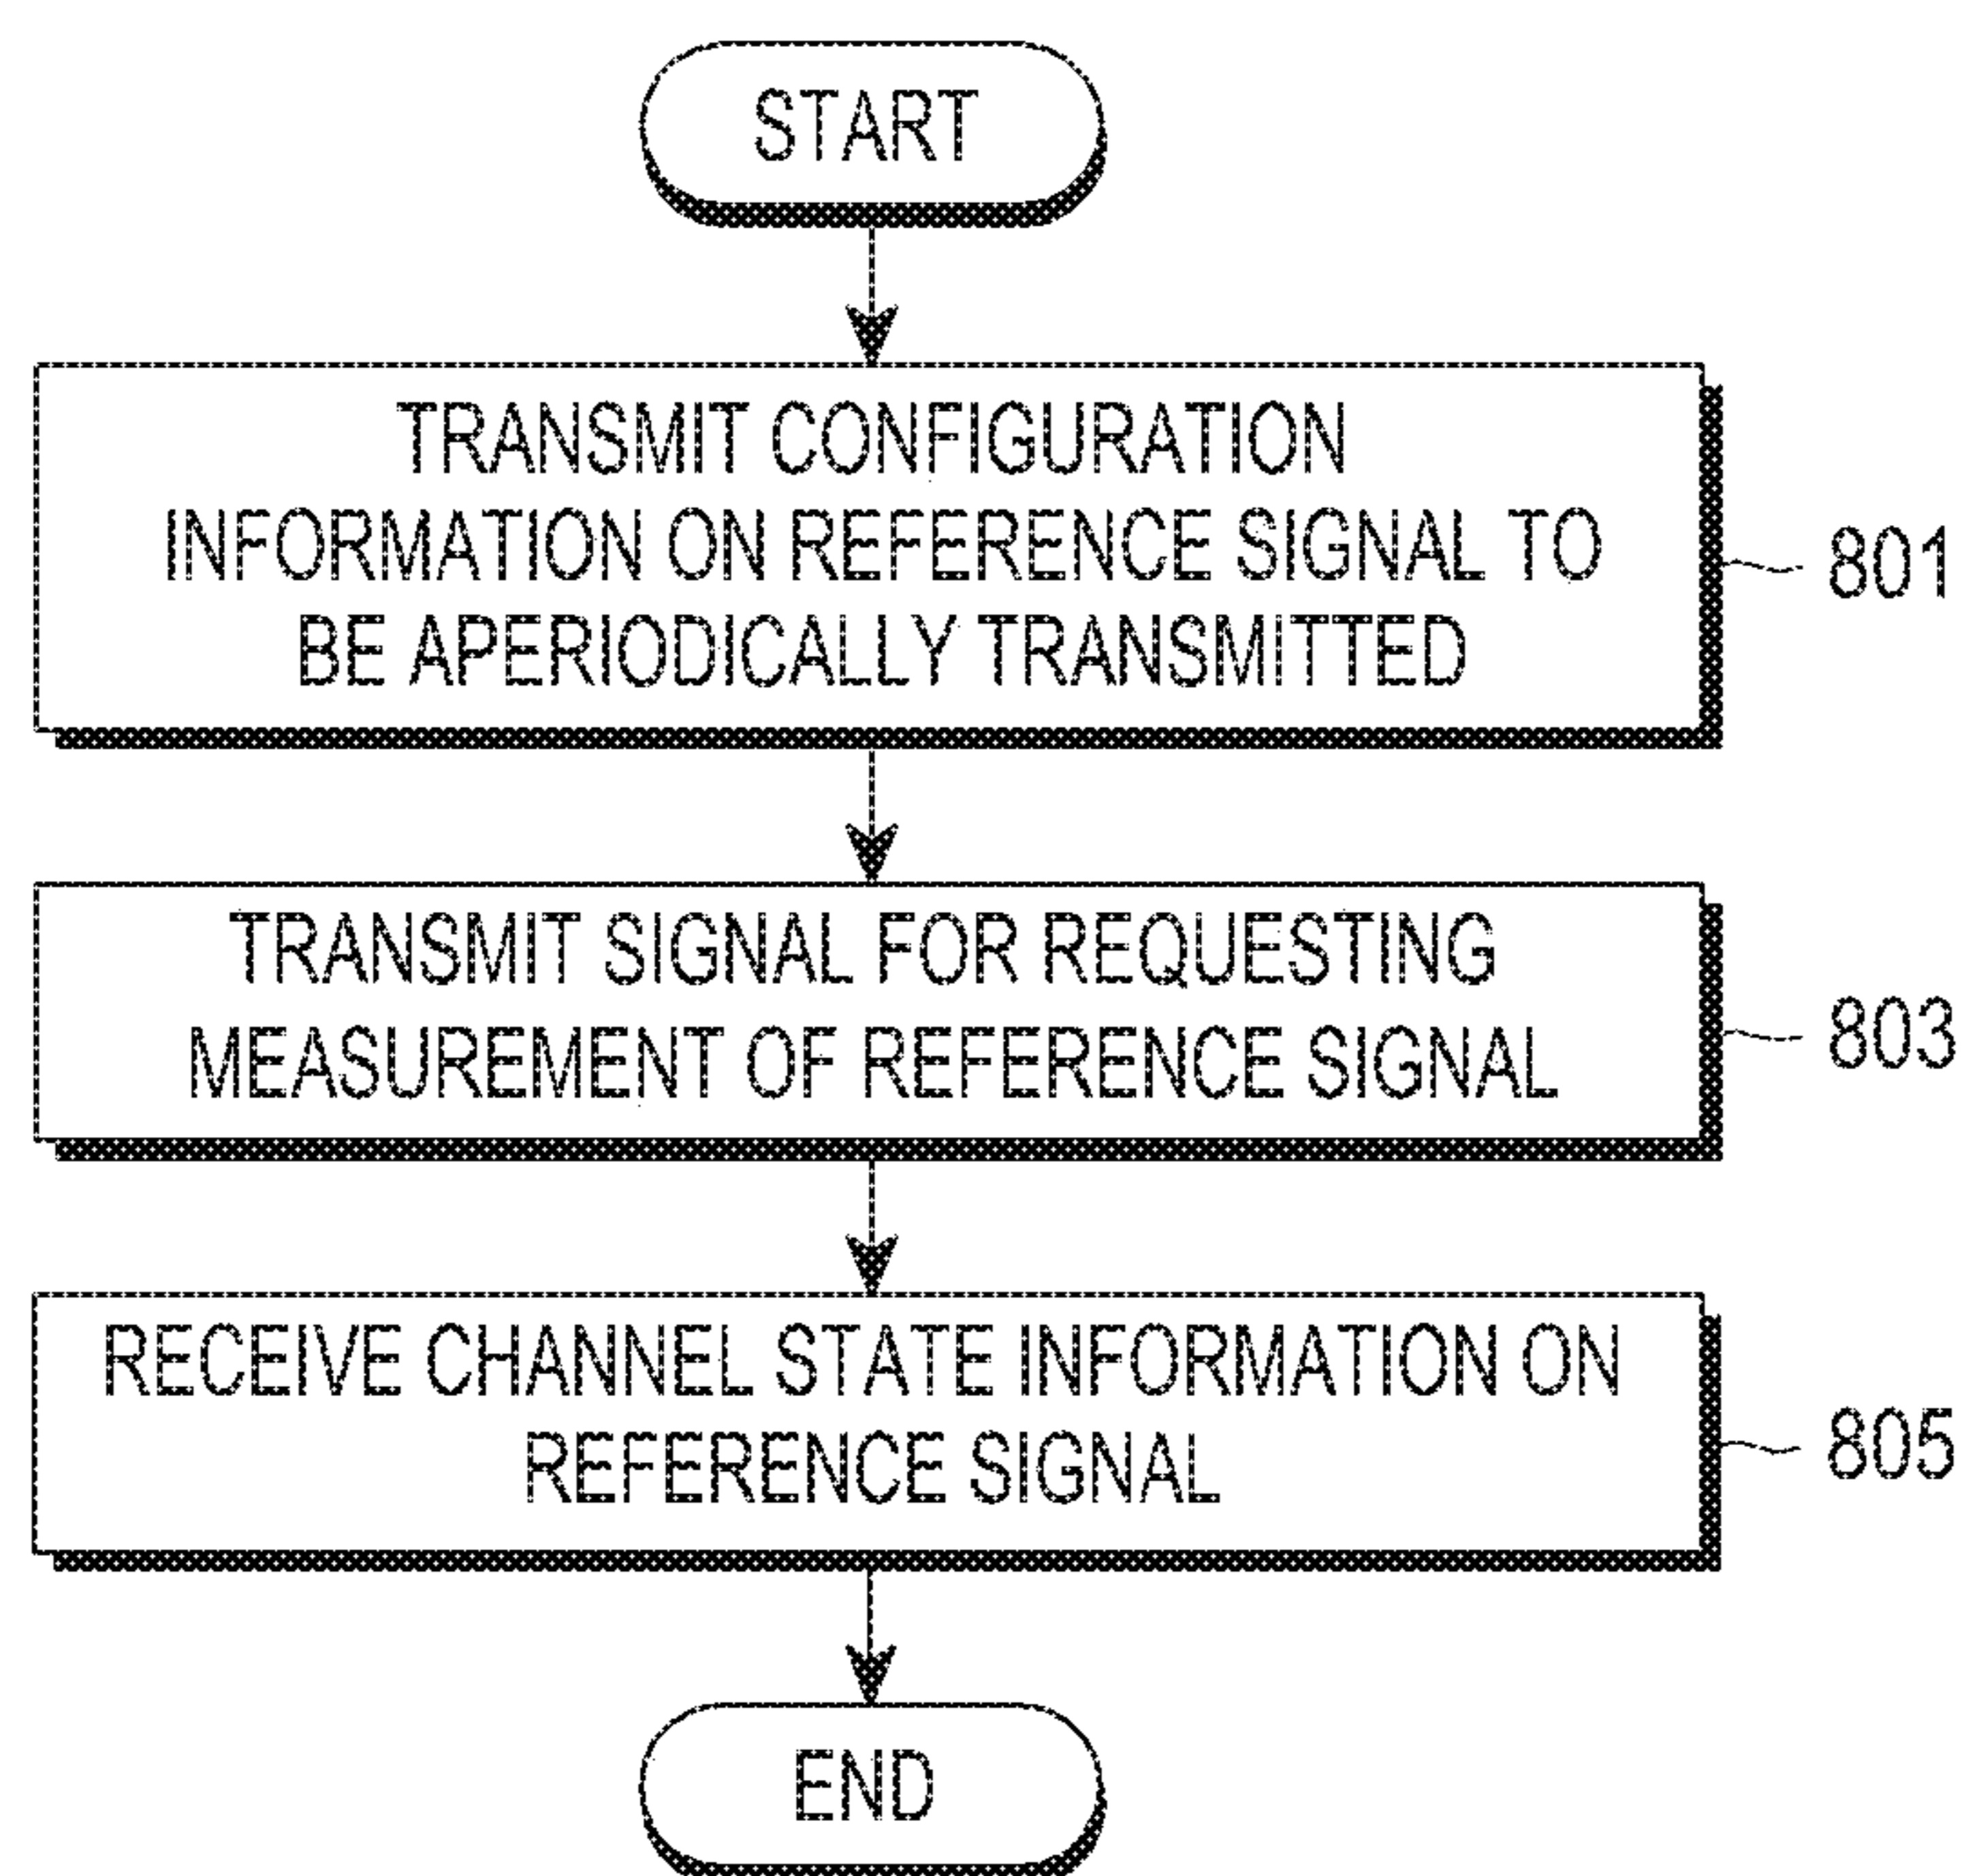 START
TRANSMIT CONFIGURATION
INFORMATION ON REFERENCE SIGNAL TO
BE APERIODICALLY TRANSMITTED
801
TRANSMIT SIGNAL FOR REQUESTING
MEASUREMENT OF REFERENCE SIGNAL
803
RECEIVE CHANNEL STATE INFORMATION ON
REFERENCE SIGNAL
805
END